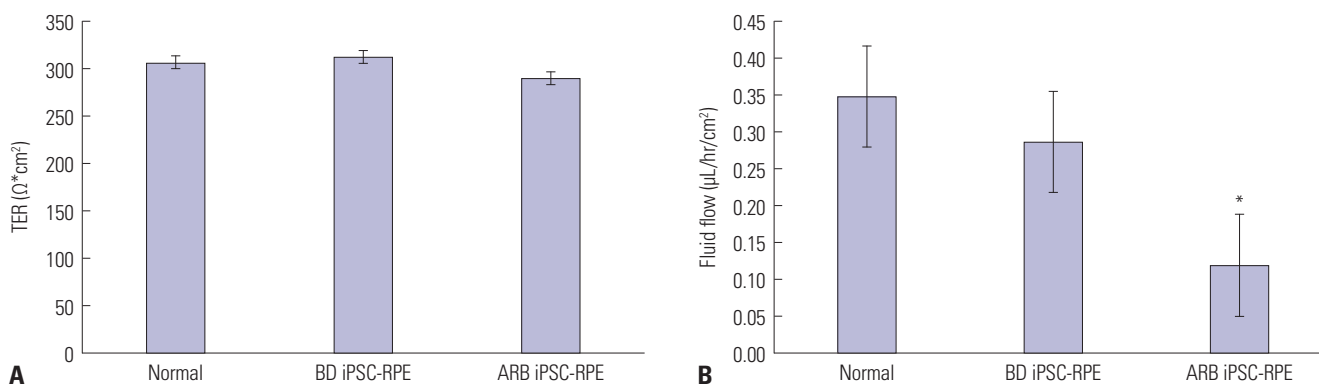 350
300
250
200
150
100
50
0
TER (Ω*cm²)
Normal
BD iPSC-RPE
ARB iPSC-RPE
A
0.45
0.40
0.35
0.30
0.25
0.20
0.15
0.10
0.05
0.00
Fluid flow (μL/hr/cm²)
*
Normal
BD iPSC-RPE
ARB iPSC-RPE
B